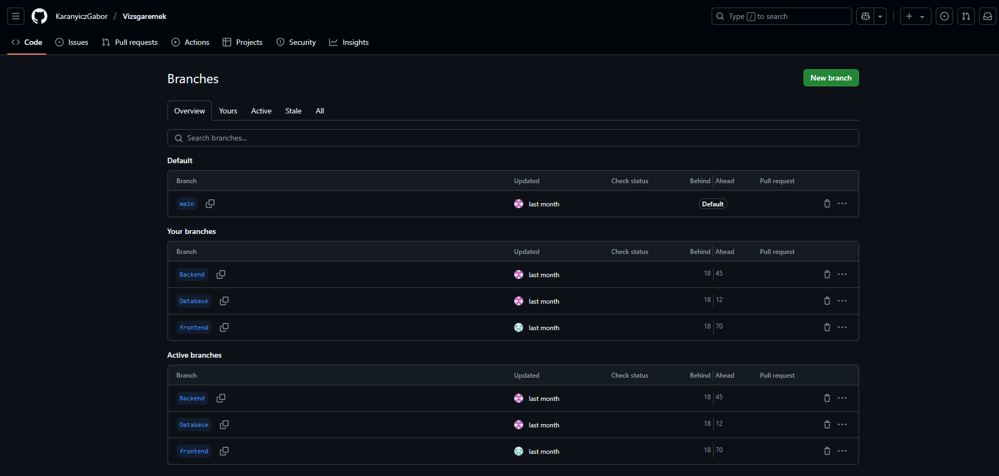 KaranyiczGabor / Vizsgaremek
Type / to search
Code Issues Pull requests Actions Projects Security Insights
Branches
New branch
Overview Yours Active Stale All
Search branches...
Default
Branch Updated Check status Behind Ahead Pull request
main last month Default
Your branches
Branch Updated Check status Behind Ahead Pull request
Backend last month 18 45
Database last month 18 12
frontend last month 18 70
Active branches
Branch Updated Check status Behind Ahead Pull request
Backend last month 18 45
Database last month 18 12
frontend last month 18 70